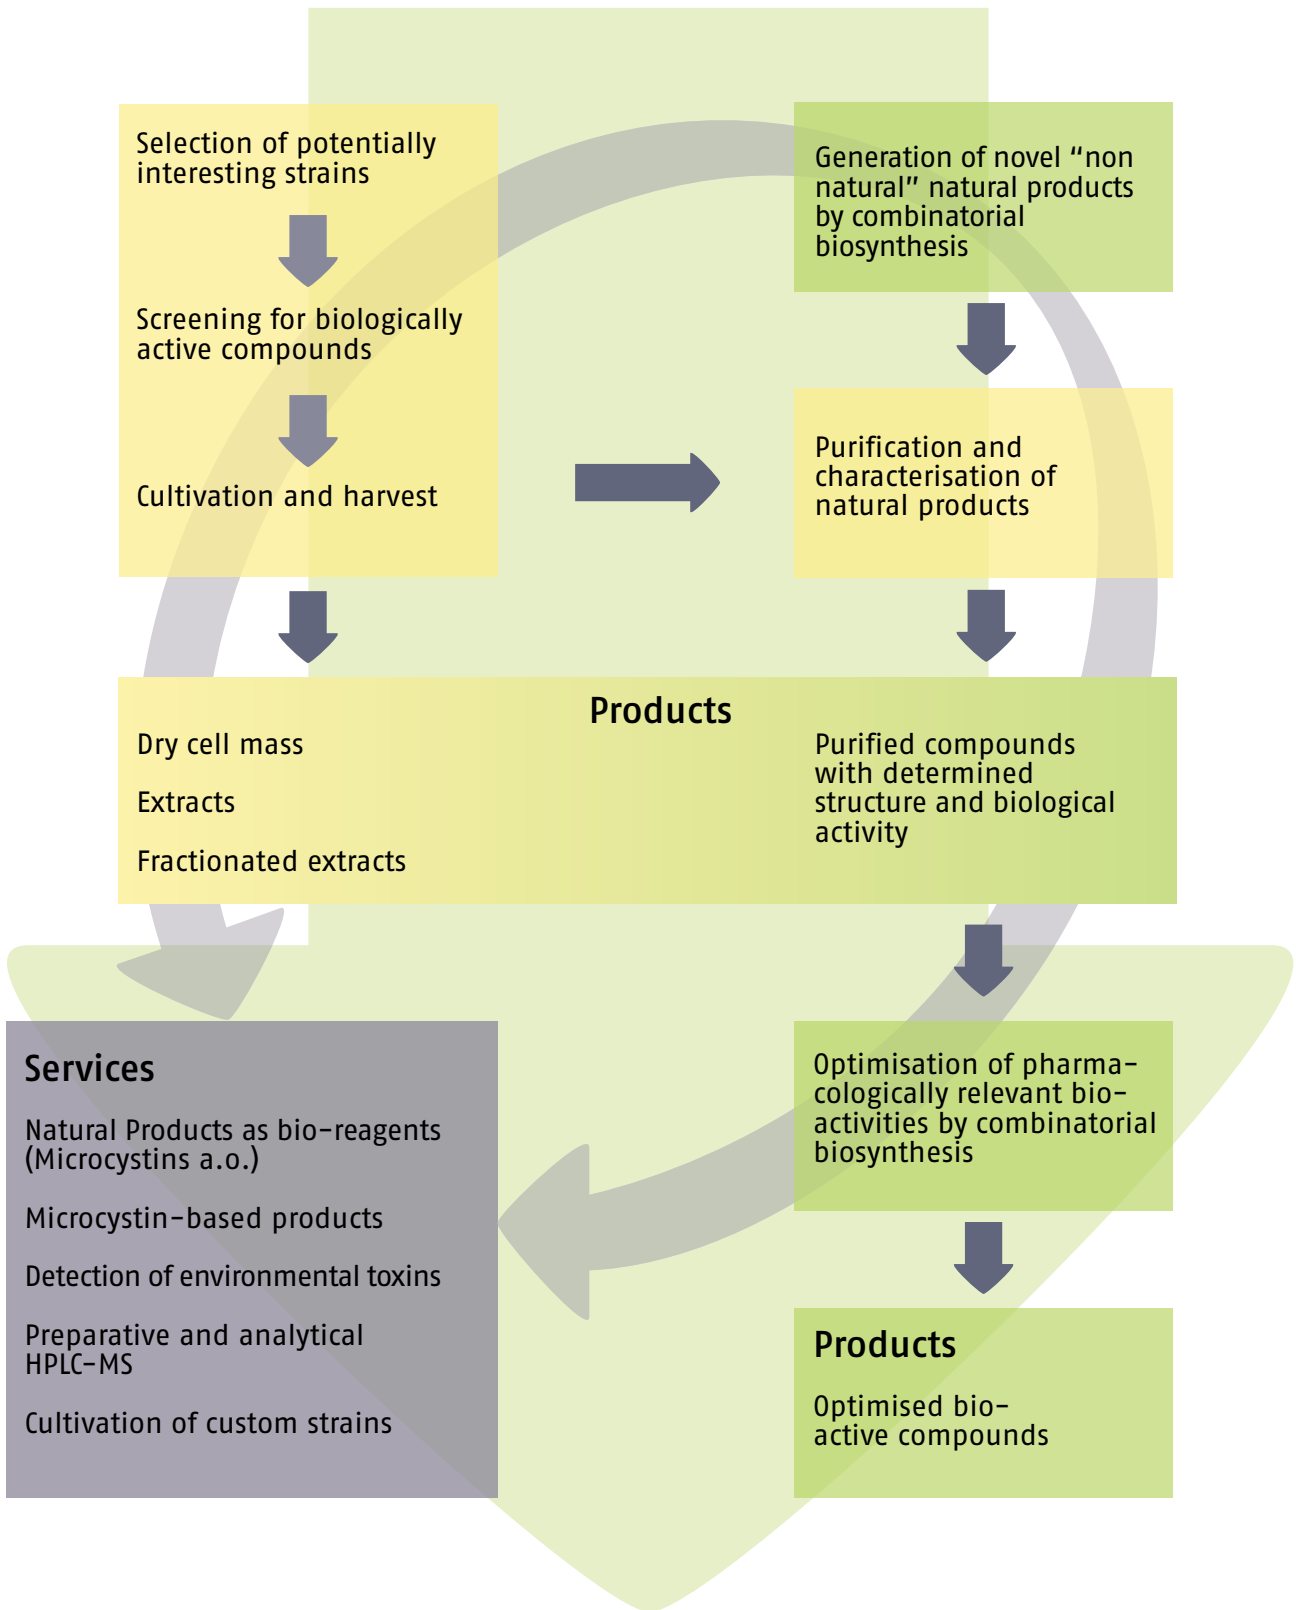 Selection of potentially
interesting strains
Screening for biologically
active compounds
Cultivation and harvest
Generation of novel “non
natural” natural products
by combinatorial
biosynthesis
Purification and
characterisation of
natural products
Products
Dry cell mass
Extracts
Fractionated extracts
Purified compounds
with determined
structure and biological
activity
Services
Natural Products as bio-reagents
(Microcystins a.o.)
Microcystin-based products
Detection of environmental toxins
Preparative and analytical
HPLC-MS
Cultivation of custom strains
Optimisation of pharma-
cologically relevant bio-
activities by combinatorial
biosynthesis
Products
Optimised bio-
active compounds